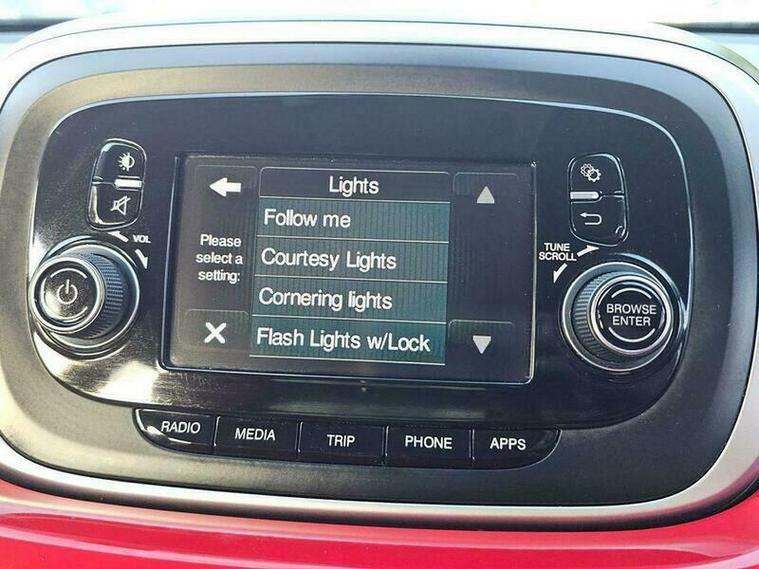 Lights
Please
select a
setting:
Follow me
Courtesy Lights
Cornering lights
Flash Lights w/Lock
VOL
TUNE
SCROLL
BROWSE
ENTER
RADIO
MEDIA
TRIP
PHONE
APPS